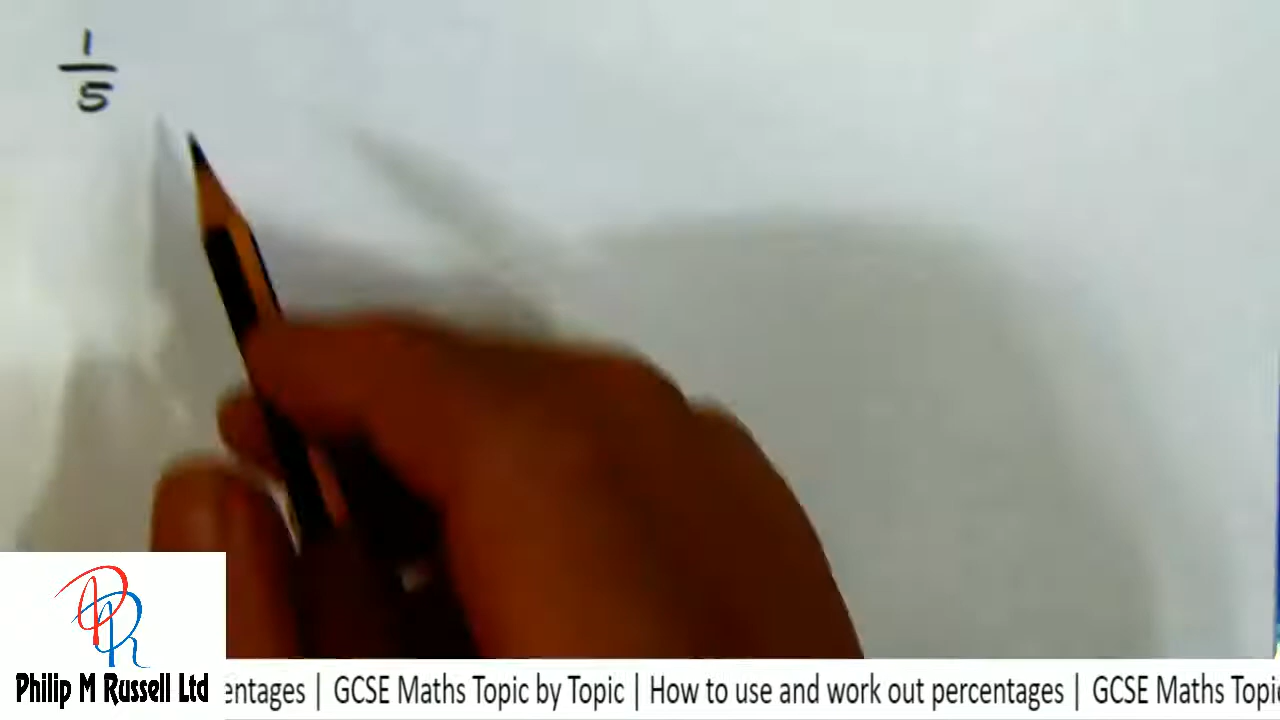 1
5
Philip M Russell Ltd
entages | GCSE Maths Topic by Topic | How to use and work out percentages | GCSE Maths Topic